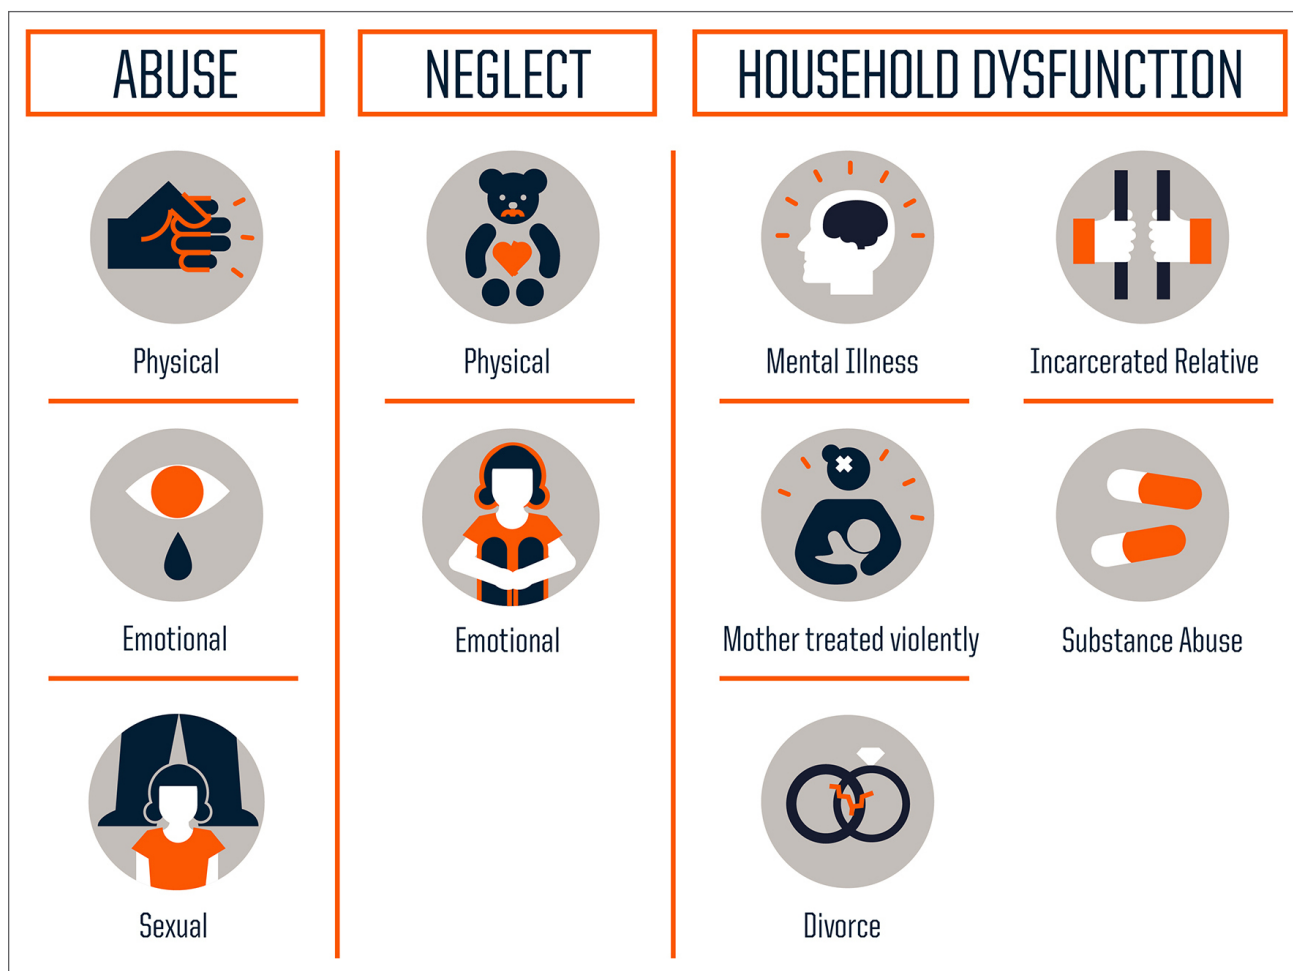 ABUSE
NEGLECT
HOUSEHOLD DYSFUNCTION
Physical
Physical
Mental Illness
Incarcerated Relative
Emotional
Emotional
Mother treated violently
Substance Abuse
Sexual
Divorce